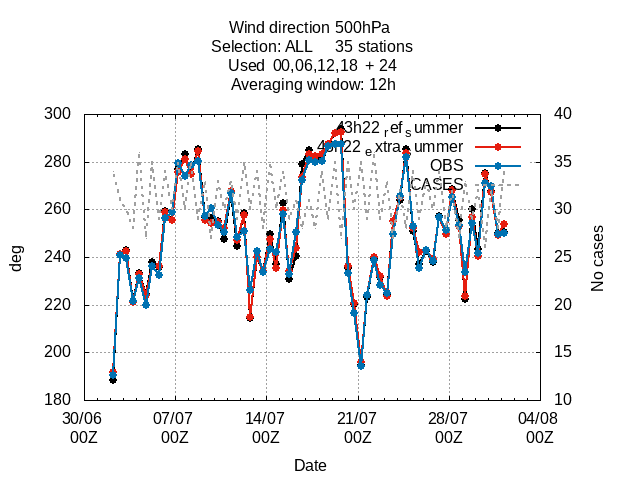 Wind direction 500hPa
Selection: ALL 35 stations
Used 00,06,12,18 + 24
Averaging window: 12h
43h22 refsummer
43h22 extrasummer
OBS
CASES
300
280
260
240
220
200
180
deg
40
35
30
25
20
15
10
No cases
30/06 07/07 14/07 21/07 28/07 04/08
00Z 00Z 00Z 00Z 00Z 00Z
Date